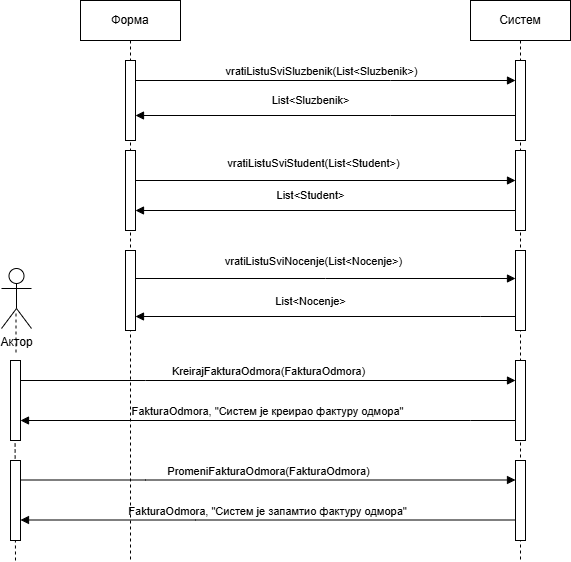 Форма
Систем
vratiListuSviSluzbenik(List<Sluzbenik>)
List<Sluzbenik>
vratiListuSviStudent(List<Student>)
List<Student>
vratiListuSviNocenje(List<Nocenje>)
List<Nocenje>
Актор
KreirajFakturaOdmora(FakturaOdmora)
FakturaOdmora, "Систем је креирао фактуру одмора"
PromeniFakturaOdmora(FakturaOdmora)
FakturaOdmora, "Систем је запамтио фактуру одмора"